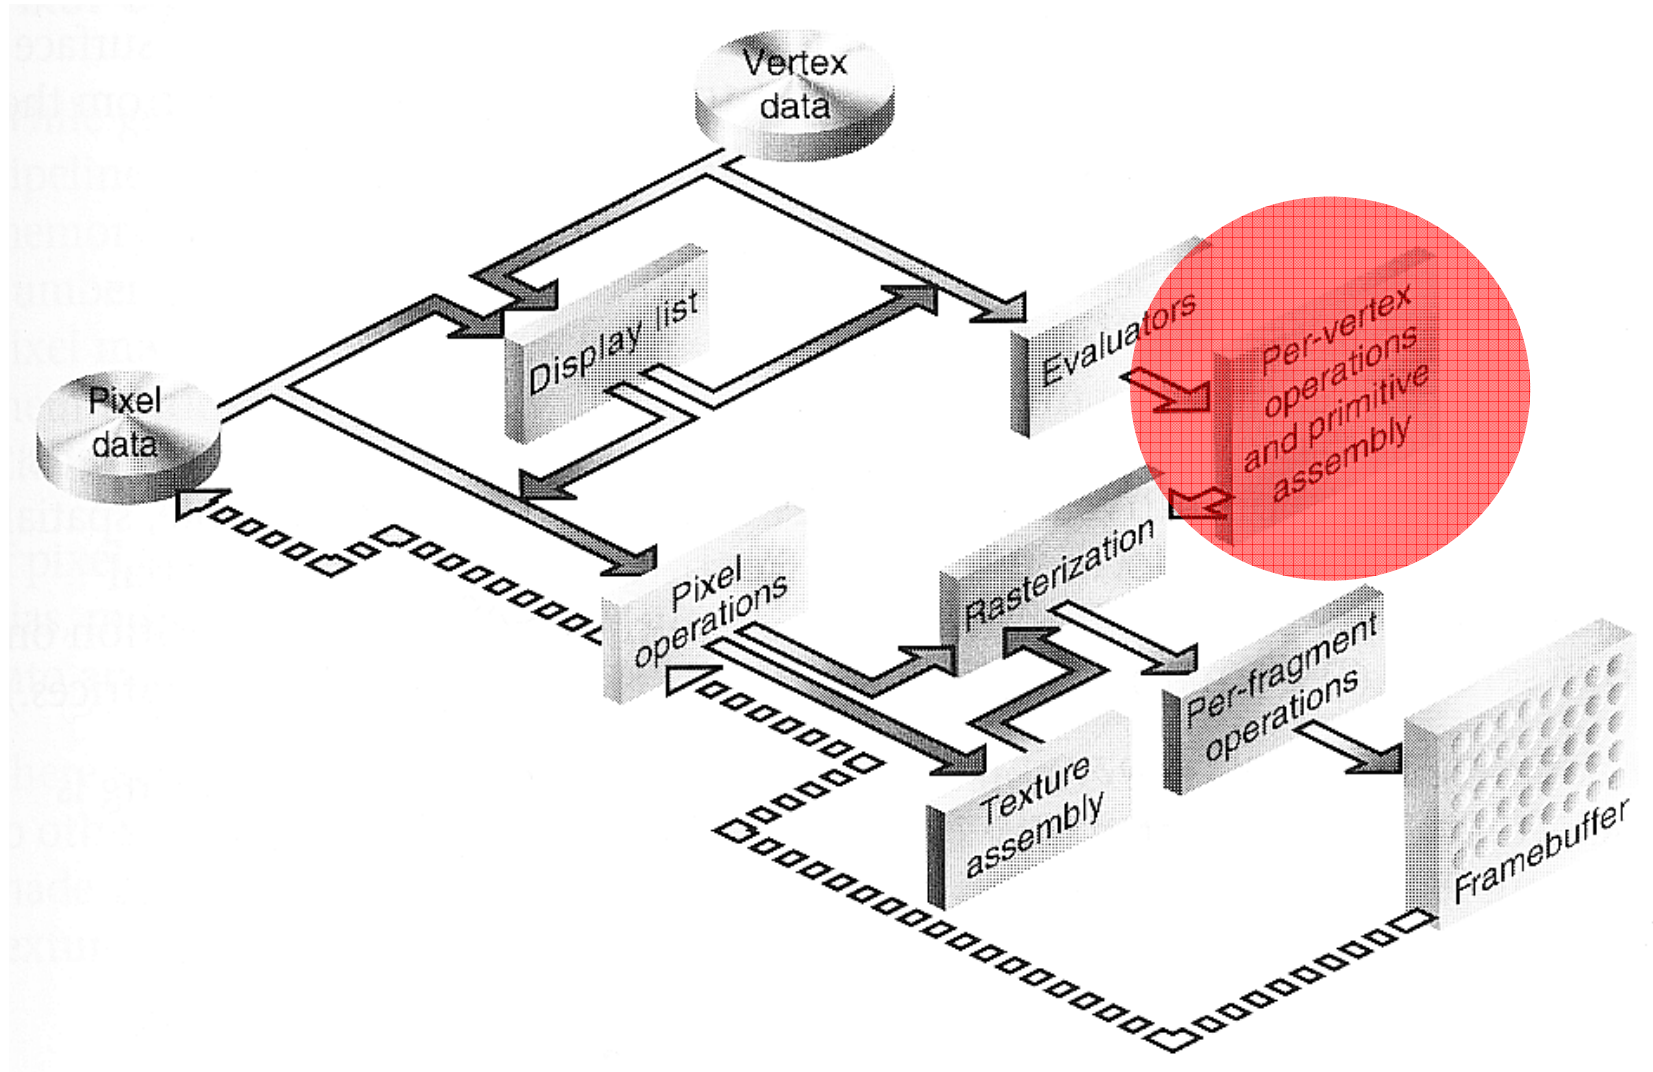 Vertex
data
Display list
Evaluators
Per-vertex
operations
and primitive
assembly
Pixel
data
Pixel
operations
Rasterization
Per-fragment
operations
Texture
assembly
Framebuffer